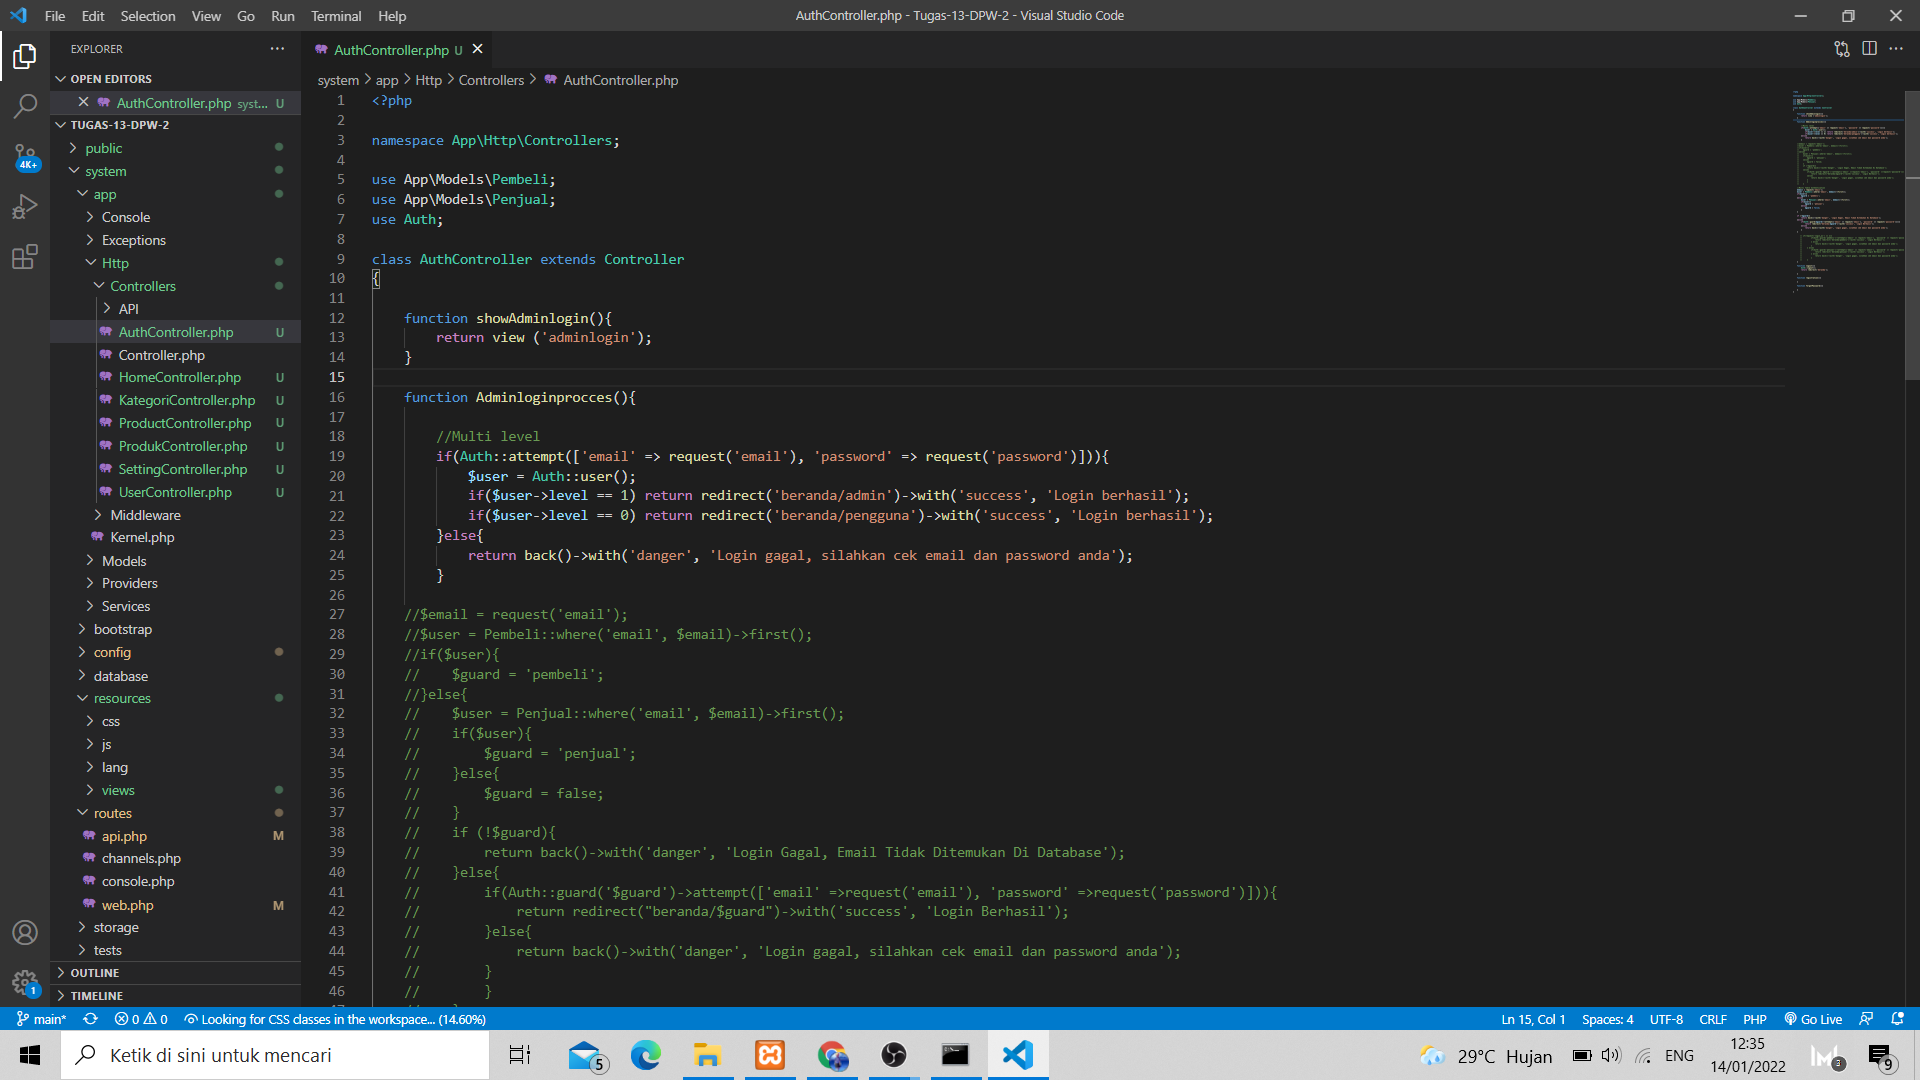 File Edit Selection View Go Run Terminal Help
AuthController.php - Tugas-13-DPW-2 - Visual Studio Code
EXPLORER
OPEN EDITORS
AuthController.php syst... U
TUGAS-13-DPW-2
public
system
app
Console
Exceptions
Http
Controllers
API
AuthController.php U
Controller.php
HomeController.php U
KategoriController.php U
ProductController.php U
ProdukController.php U
SettingController.php U
UserController.php U
Middleware
Kernel.php
Models
Providers
Services
bootstrap
config
database
resources
css
js
lang
views
routes
api.php M
channels.php
console.php
web.php M
storage
tests
OUTLINE
TIMELINE
4K+
1
AuthController.php U
system > app > Http > Controllers > AuthController.php
1 <?php
2
3 namespace App\Http\Controllers;
4
5 use App\Models\Pembeli;
6 use App\Models\Penjual;
7 use Auth;
8
9 class AuthController extends Controller
10 {
11
12 function showAdminlogin(){
13 return view ('adminlogin');
14 }
15
16 function Adminloginprocces(){
17
18 //Multi level
19 if(Auth::attempt(['email' => request('email'), 'password' => request('password')])){
20 $user = Auth::user();
21 if($user->level == 1) return redirect('beranda/admin')->with('success', 'Login berhasil');
22 if($user->level == 0) return redirect('beranda/pengguna')->with('success', 'Login berhasil');
23 }else{
24 return back()->with('danger', 'Login gagal, silahkan cek email dan password anda');
25 }
26
27 //$email = request('email');
28 //$user = Pembeli::where('email', $email)->first();
29 //if($user){
30 // $guard = 'pembeli';
31 //}else{
32 // $user = Penjual::where('email', $email)->first();
33 // if($user){
34 // $guard = 'penjual';
35 // }else{
36 // $guard = false;
37 // }
38 // if (!$guard){
39 // return back()->with('danger', 'Login Gagal, Email Tidak Ditemukan Di Database');
40 // }else{
41 // if(Auth::guard('$guard')->attempt(['email' =>request('email'), 'password' =>request('password')])){
42 // return redirect("beranda/$guard")->with('success', 'Login Berhasil');
43 // }else{
44 // return back()->with('danger', 'Login gagal, silahkan cek email dan password anda');
45 // }
46 // }
main* 0 0 Looking for CSS classes in the workspace... (14.60%)
Ln 15, Col 1 Spaces: 4 UTF-8 CRLF PHP Go Live
Ketik di sini untuk mencari
5
29°C Hujan
ENG
12:35
14/01/2022
3
9